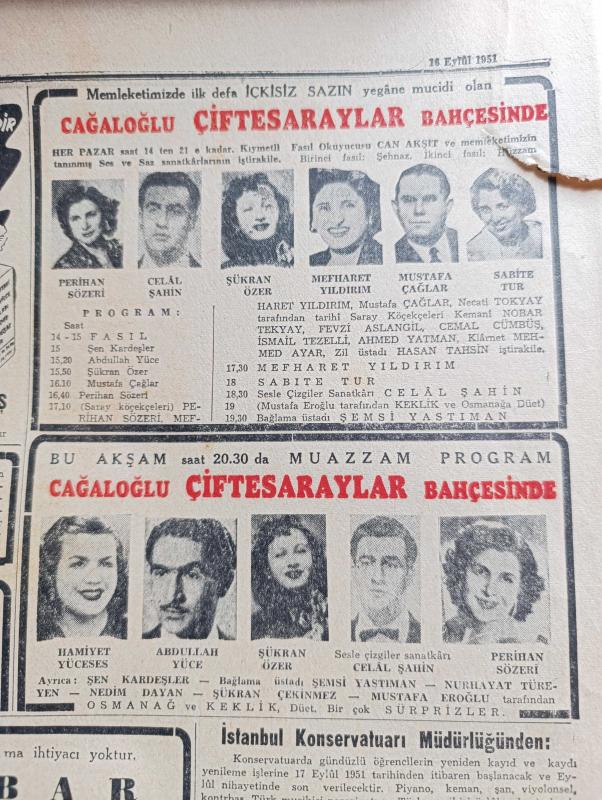 16 Eylûl 1951
Memleketimizde ilk defa İÇKİSİZ SAZIN yegâne mucidi olan
CAĞALOĞLU ÇİFTESARAYLAR BAHÇESİNDE
HER PAZAR saat 14 ten 21 e kadar. Kıymetli Fasıl Okuyucusu CAN AKŞİT ve memleketimizin
tanınmış Ses ve Saz sanatkârlarının iştirakile. Birinci fasıl: Şehnaz. İkinci fasıl: Hüzzam
PERİHAN SÖZERİ
CELÂL ŞAHİN
ŞÜKRAN ÖZER
MEFHARET YILDIRIM
MUSTAFA ÇAĞLAR
SABİTE TUR
PROGRAM:
Saat
14 - 15 FASIL
15 Şen Kardeşler
15,20 Abdullah Yüce
15,50 Şükran Özer
16.10 Mustafa Çağlar
16,40 Perihan Sözeri
17,10 (Saray köçekleri) PE-
RİHAN SÖZERİ, MEF-
HARET YILDIRIM, Mustafa ÇAĞLAR, Necati TOKYAY
tarafından tarihî Saray Köçekçeleri Kemanî NOBAR
TEKYAY, FEVZİ ASLANGİL, CEMAL CÜMBÜŞ,
İSMAİL TEZELLİ, AHMED YATMAN, Klârnet MEH-
MED AYAR, Zil üstadı HASAN TAHSİN iştirakile.
17,30 MEFHARET YILDIRIM
18 SABİTE TUR
18,30 Sesle Çizgiler Sanatkârı CELÂL ŞAHİN
19 (Mustafa Eroğlu tarafından KEKLİK ve Osmanağa Düet)
19,30 Bağlama üstadı ŞEMSİ YASTIMAN
BU AKŞAM saat 20.30 da MUAZZAM PROGRAM
CAĞALOĞLU ÇİFTESARAYLAR BAHÇESİNDE
HAMİYET YÜCESES
ABDULLAH YÜCE
ŞÜKRAN ÖZER
Sesle çizgiler sanatkârı
CELÂL ŞAHİN
PERİHAN SÖZERİ
Ayrıca: ŞEN KARDEŞLER — Bağlama üstadı ŞEMSİ YASTIMAN — NURHAYAT TÜRE-
YEN — NEDİM DAYAN — ŞÜKRAN ÇEKİNMEZ — MUSTAFA EROĞLU tarafından
OSMANAĞ ve KEKLİK, Düet. Bir çok SÜRPRİZLER.
ma ihtiyacı yoktur.
BAR
İstanbul Konservatuarı Müdürlüğünden:
Konservatuarda gündüzlü öğrencilerin yeniden kayıd ve kaydı
yenileme işlerine 17 Eylûl 1951 tarihinden itibaren başlanacak ve Ey-
lûl nihayetinde son verilecektir. Piyano, keman, şan, viyolonsel,